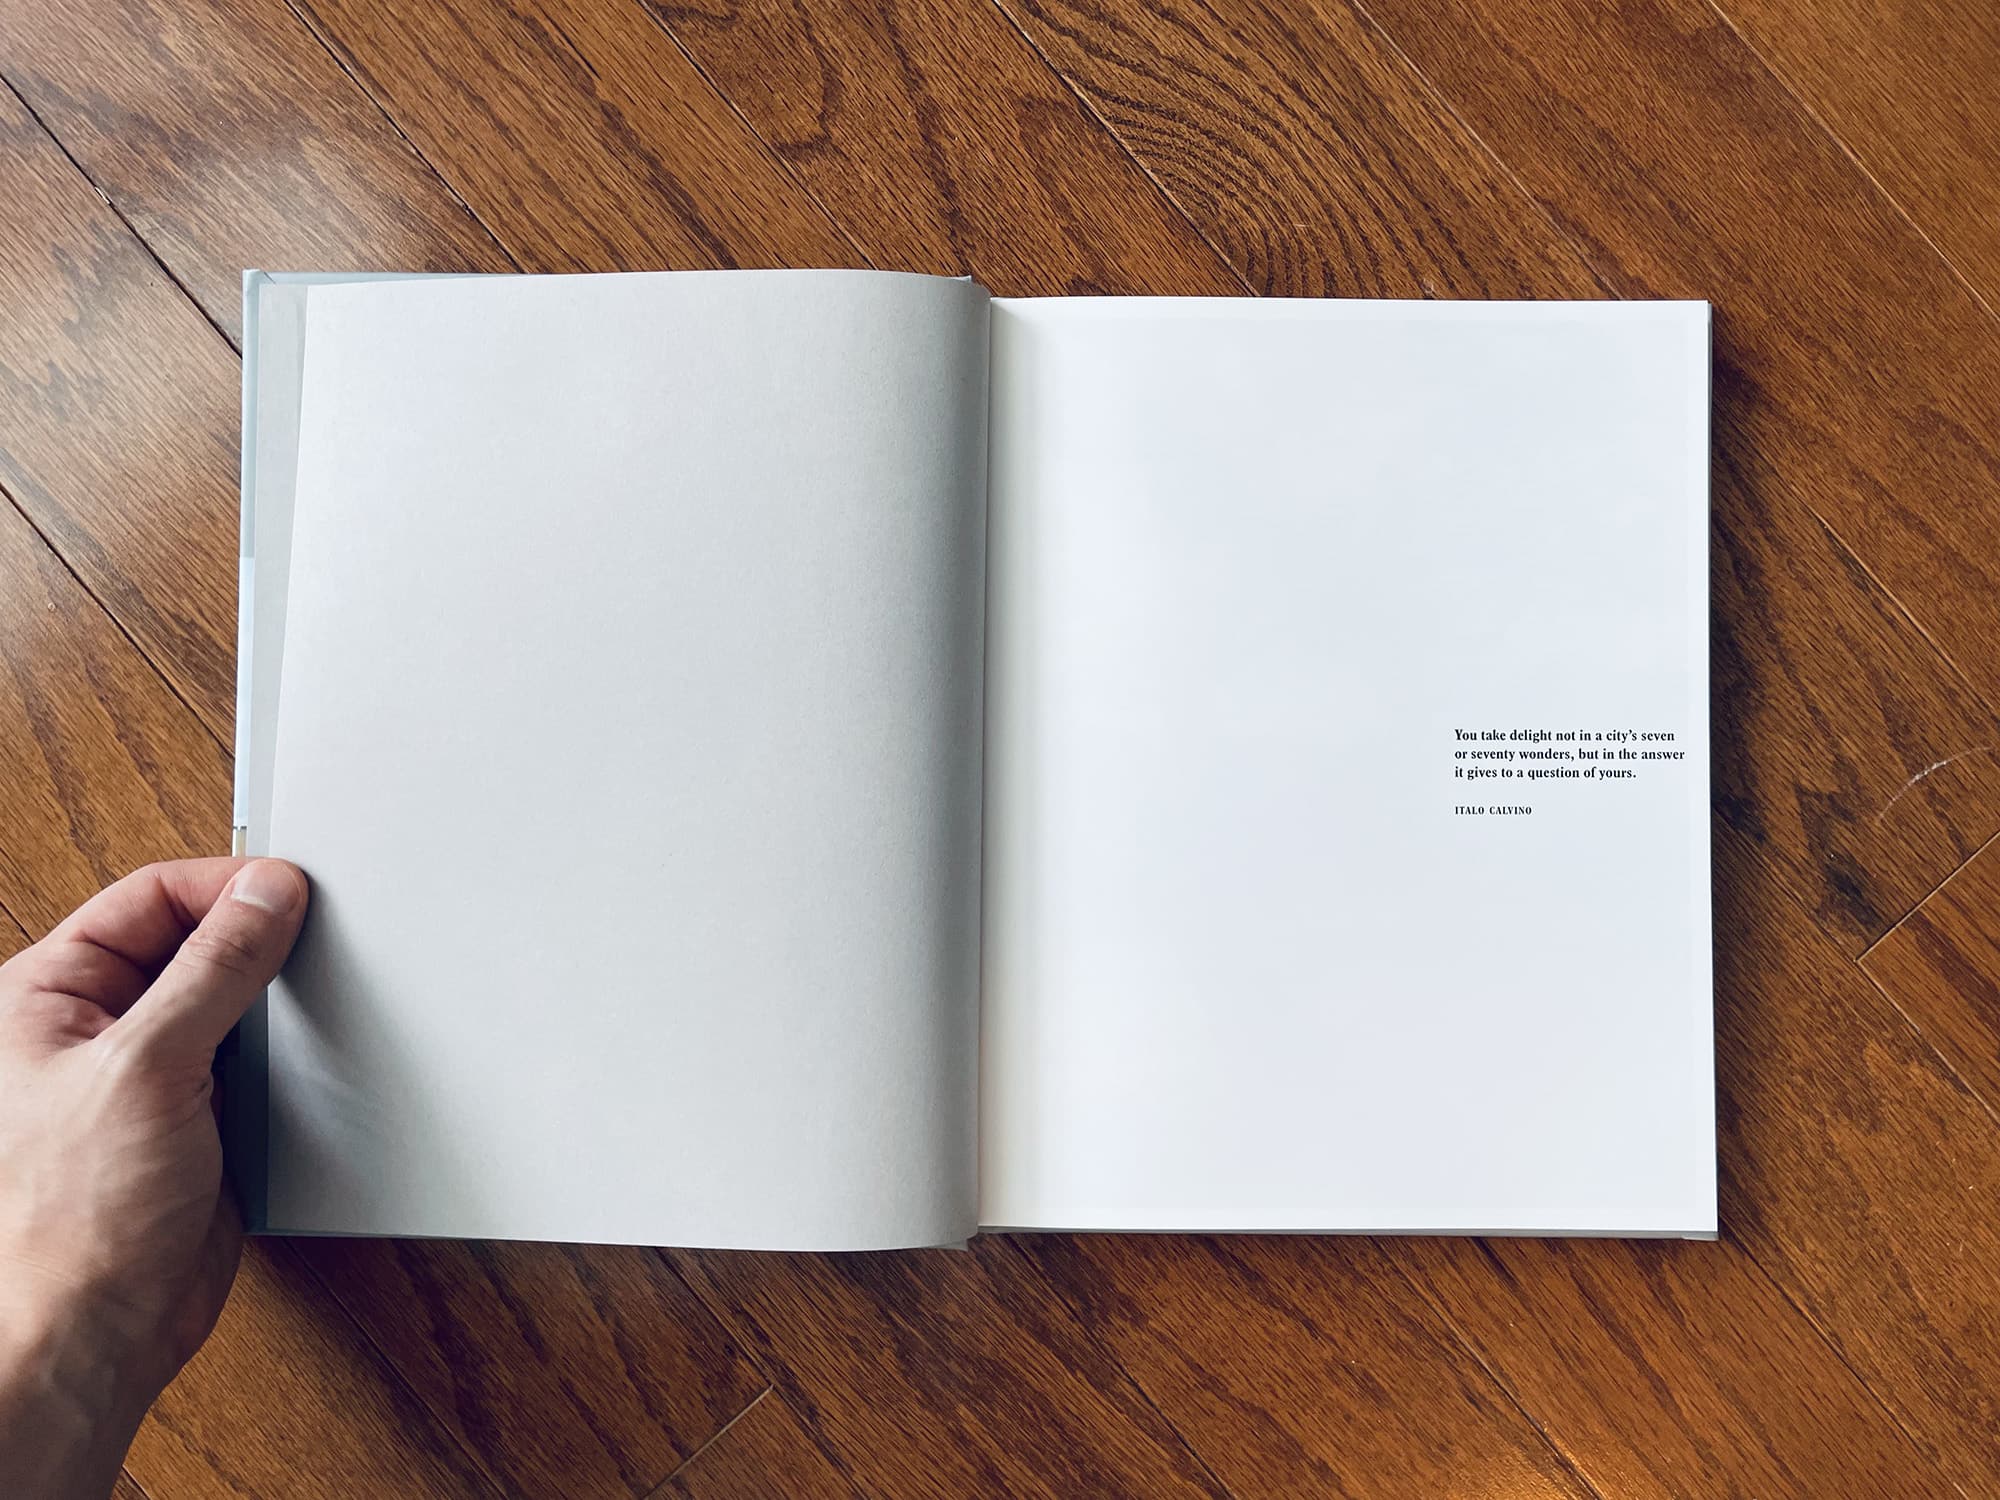 You take delight not in a city’s seven
or seventy wonders, but in the answer
it gives to a question of yours.
ITALO CALVINO